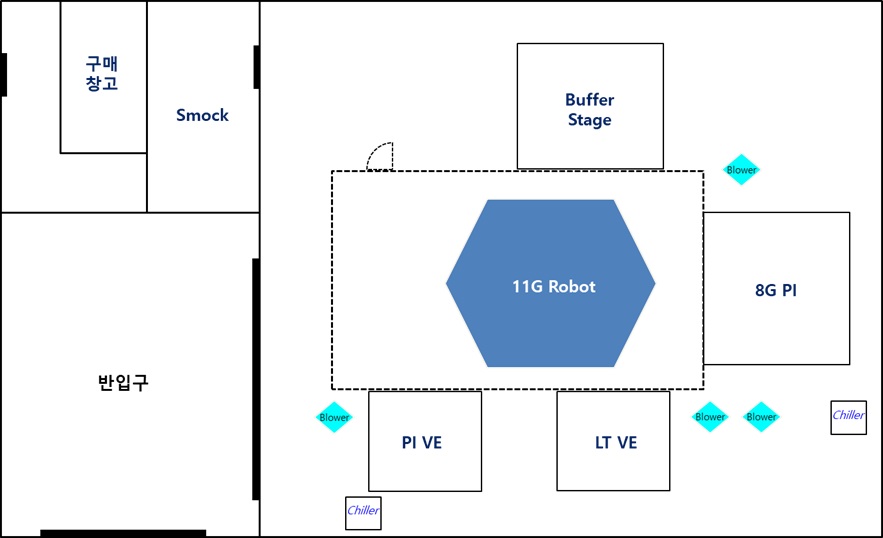 구매
창고
Smock
Buffer
Stage
Blower
11G Robot
8G PI
반입구
Blower
PI VE
LT VE
Blower
Blower
Chiller
Chiller